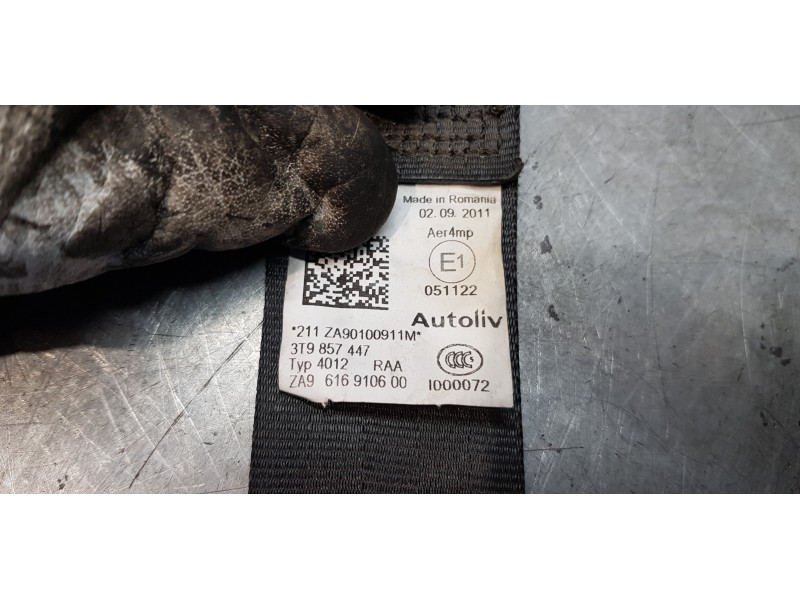 Made in Romania
02.09.2011
Aer4mp
E1
051122
Autoliv
*211 ZA90100911M*
3T9 857 447
Typ 4012 RAA
CCC
ZA9 616 9106 00
I000072